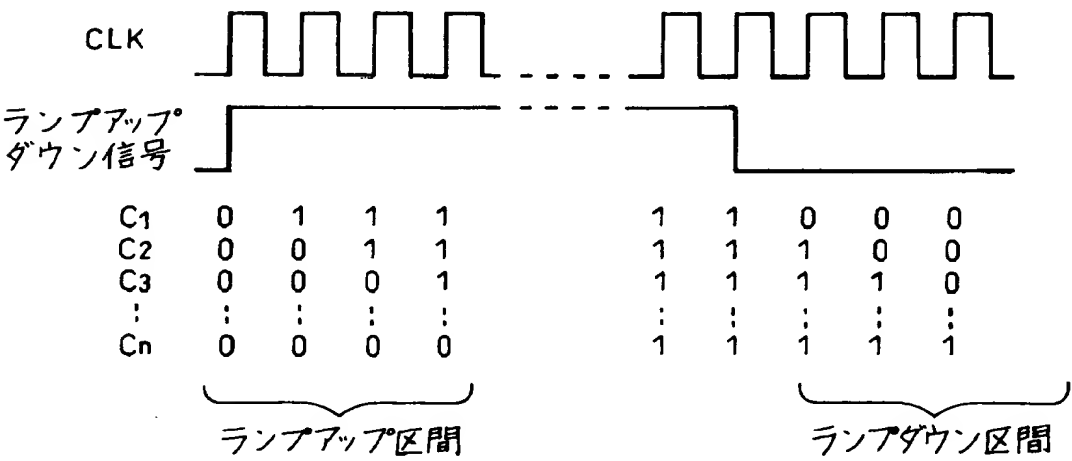 CLK
ランプアップ
ダウン信号
C1 0 1 1 1 1 1 0 0 0
C2 0 0 1 1 1 1 1 0 0
C3 0 0 0 1 1 1 1 1 0
Cn 0 0 0 0 1 1 1 1 1
ランプアップ区間 ランプダウン区間